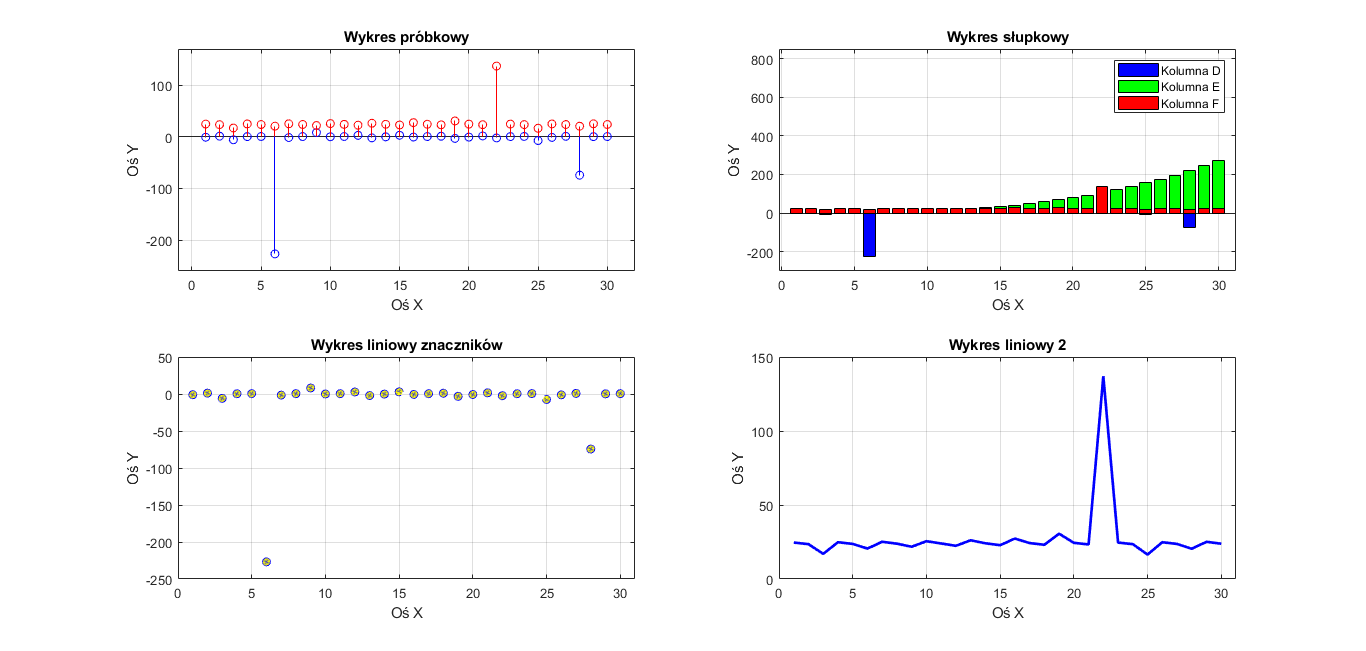 Wykres próbkowy
100
0
-100
-200
Oś Y
0 5 10 15 20 25 30
Oś X
Wykres słupkowy
800
600
400
200
0
-200
Oś Y
0 5 10 15 20 25 30
Oś X
Kolumna D
Kolumna E
Kolumna F
Wykres liniowy znaczników
50
0
-50
-100
-150
-200
-250
Oś Y
0 5 10 15 20 25 30
Oś X
Wykres liniowy 2
150
100
50
0
Oś Y
0 5 10 15 20 25 30
Oś X